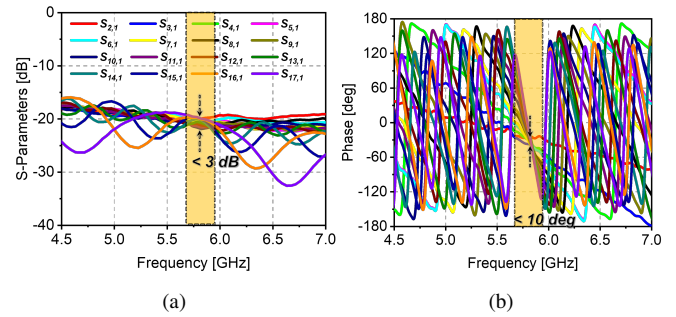 0
-10
-20
-30
-40
S-Parameters [dB]
S2,1 S3,1 S4,1 S5,1
S6,1 S7,1 S8,1 S9,1
S10,1 S11,1 S12,1 S13,1
S14,1 S15,1 S16,1 S17,1
< 3 dB
4.5 5.0 5.5 6.0 6.5 7.0
Frequency [GHz]
(a)
180
120
60
0
-60
-120
-180
Phase [deg]
< 10 deg
4.5 5.0 5.5 6.0 6.5 7.0
Frequency [GHz]
(b)